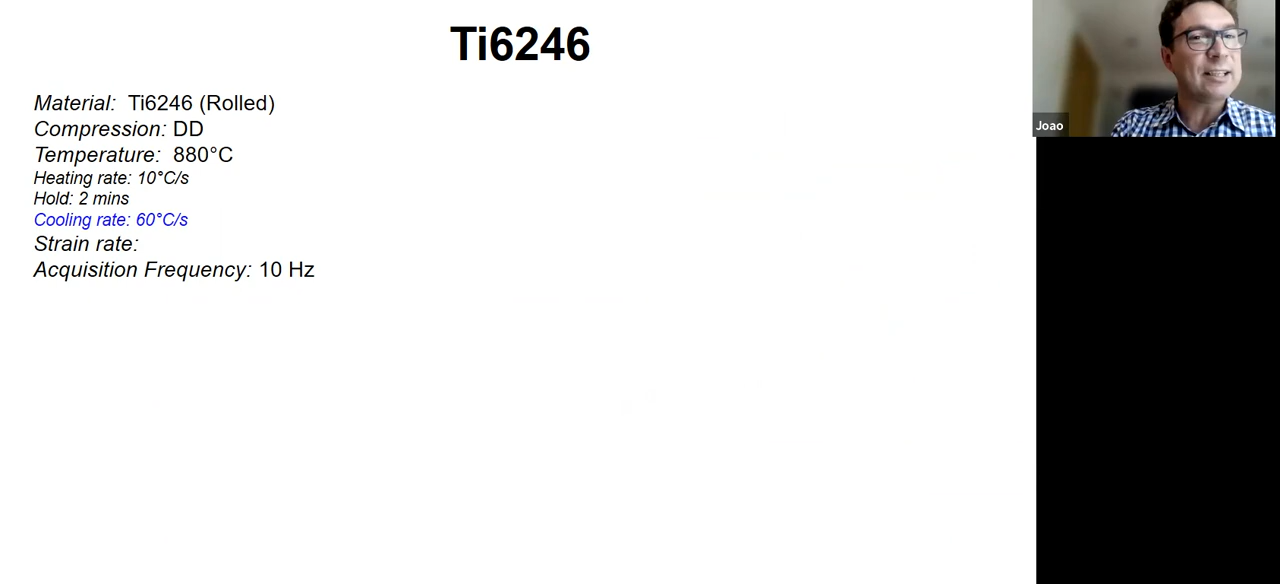 Ti6246
Material: Ti6246 (Rolled)
Compression: DD
Temperature: 880°C
Heating rate: 10°C/s
Hold: 2 mins
Cooling rate: 60°C/s
Strain rate:
Acquisition Frequency: 10 Hz
Joao